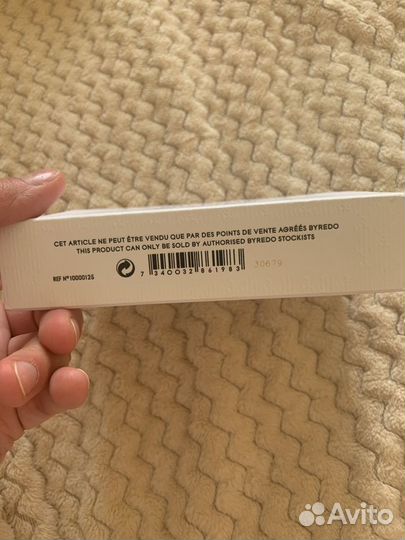 CET ARTICLE NE PEUT ÊTRE VENDU QUE PAR DES POINTS DE VENTE AGRÉÉS BYREDO
THIS PRODUCT CAN ONLY BE SOLD BY AUTHORISED BYREDO STOCKISTS
REF Nº10000125
7 340032 861983
30679
Avito